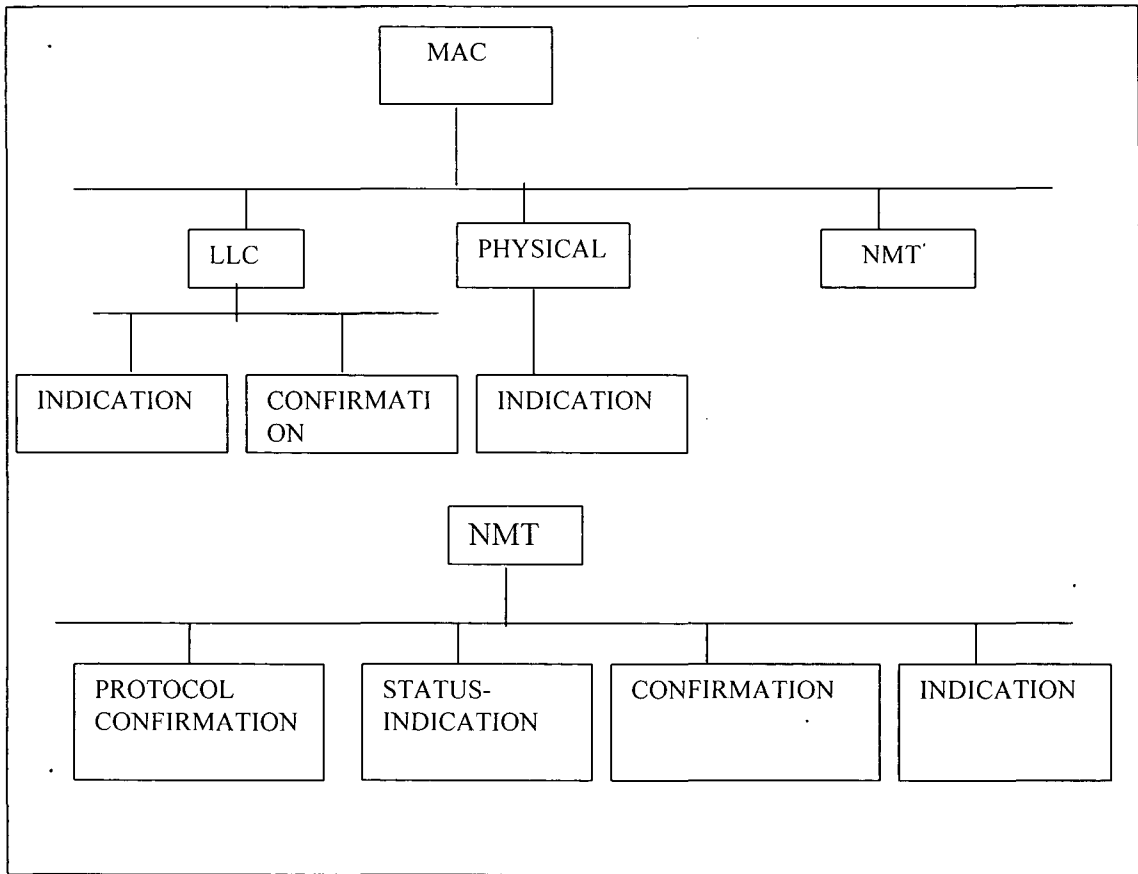 MAC
LLC
PHYSICAL
NMT
INDICATION
CONFIRMATI
ON
INDICATION
NMT
PROTOCOL
CONFIRMATION
STATUS-
INDICATION
CONFIRMATION
INDICATION